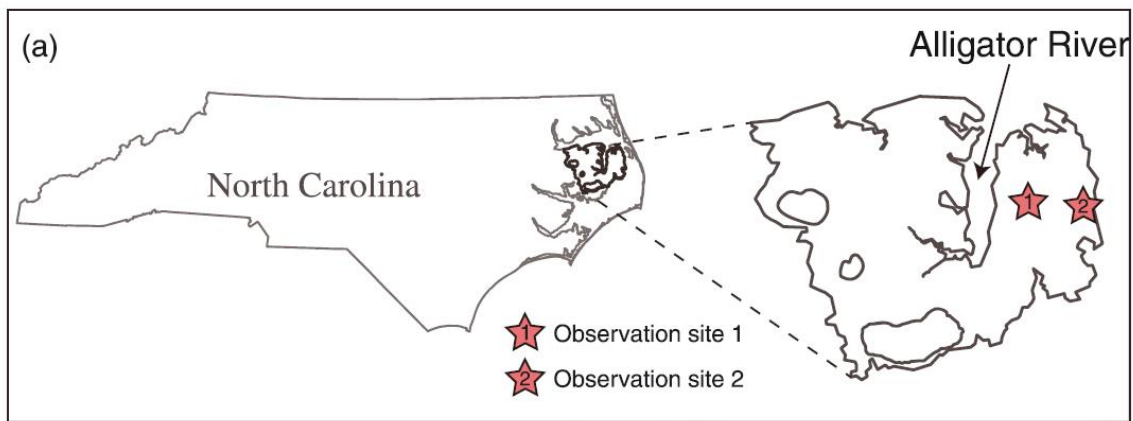 (a)
Alligator River
North Carolina
1
2
1 Observation site 1
2 Observation site 2